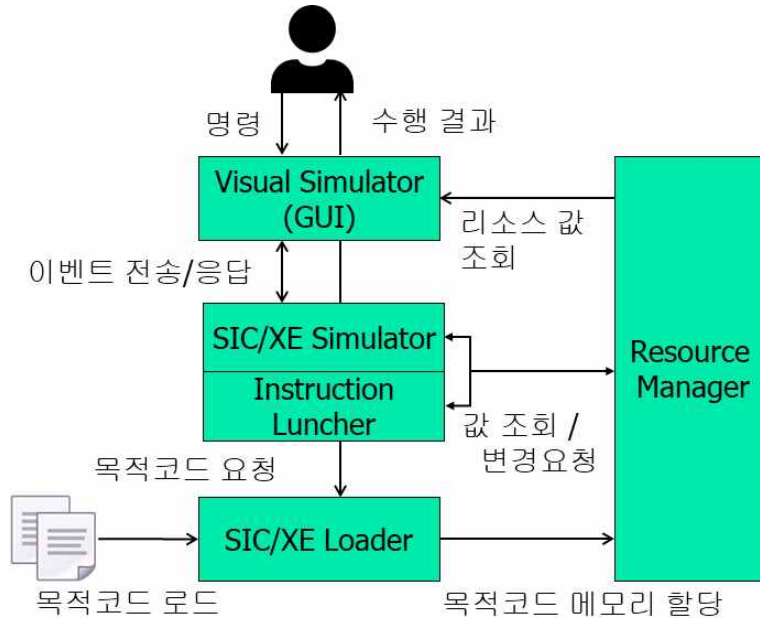 명령
수행 결과
Visual Simulator
(GUI)
리소스 값
조회
이벤트 전송/응답
SIC/XE Simulator
Instruction
Luncher
Resource
Manager
값 조회 /
변경요청
목적코드 요청
SIC/XE Loader
목적코드 로드
목적코드 메모리 할당